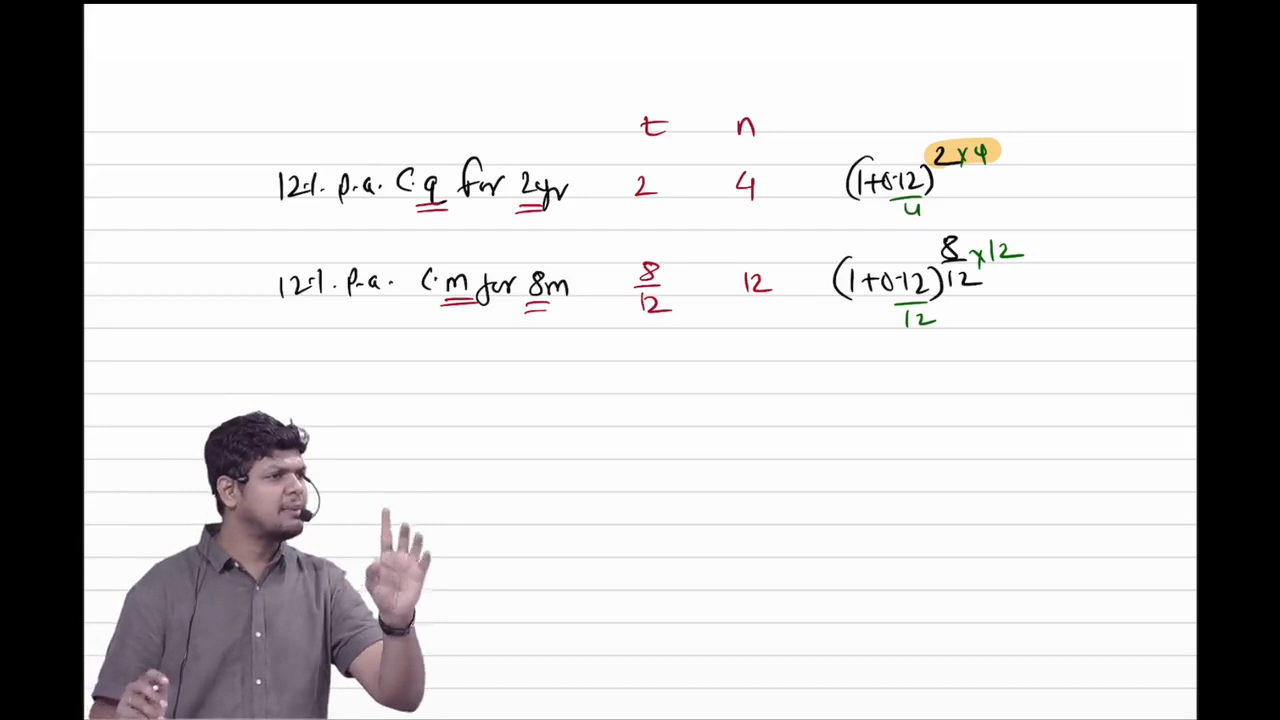 t n
12%. p.a. C.q for 2yr 2 4 (1+0.12/4)^2×4
12%. p.a. C.m for 8m 8/12 12 (1+0.12/12)^8/12×12